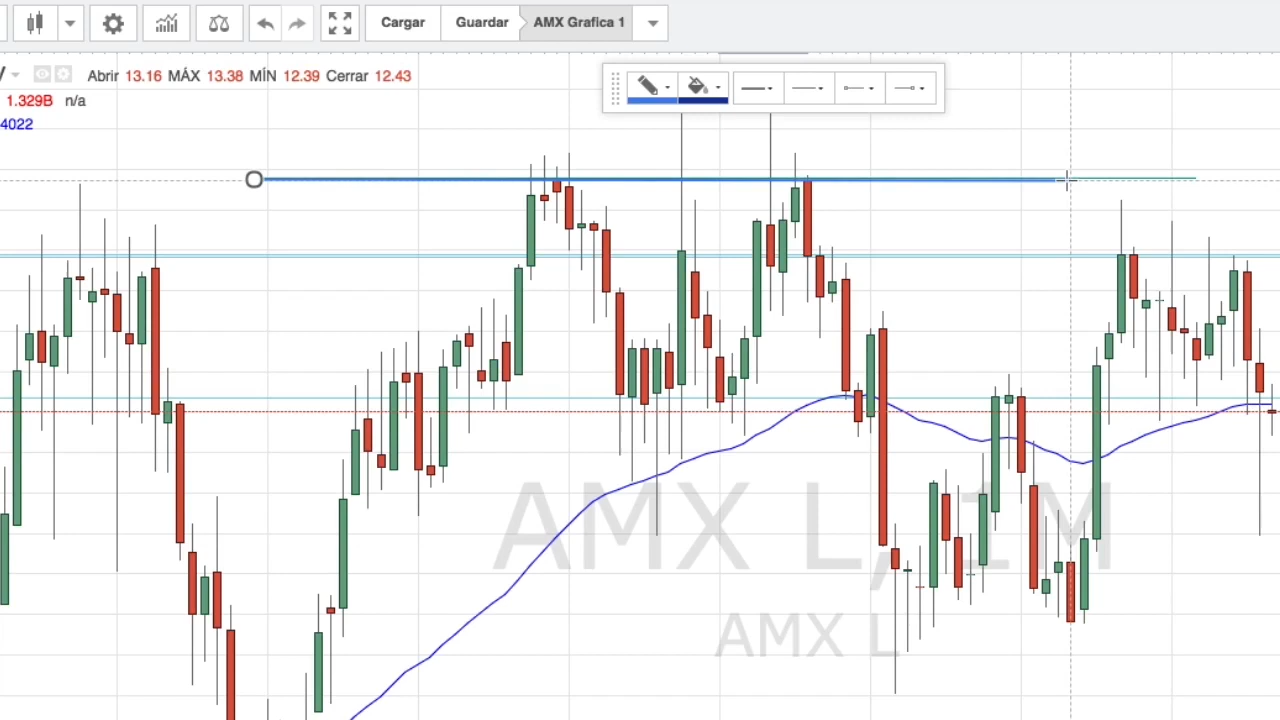 Cargar Guardar AMX Grafica 1
Abrir 13.16 MÁX 13.38 MÍN 12.39 Cerrar 12.43
1.329B n/a
4022
AMX L, 1M
AMX L